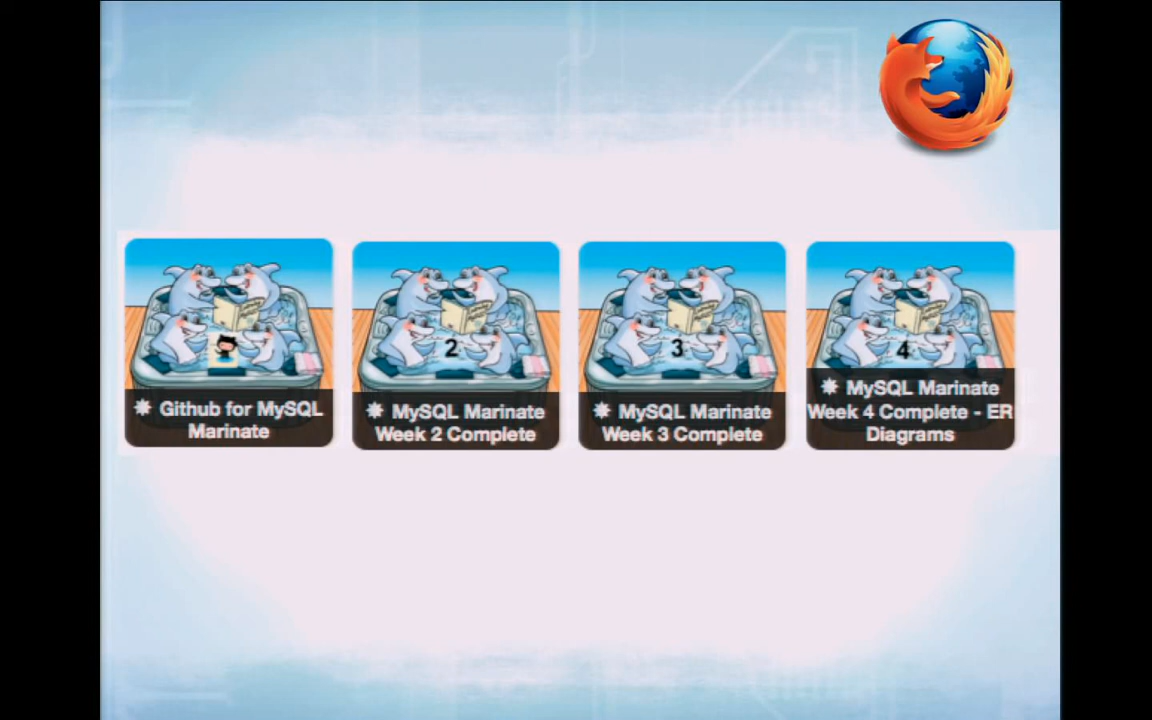 ✷ Github for MySQL
Marinate
2
✷ MySQL Marinate
Week 2 Complete
3
✷ MySQL Marinate
Week 3 Complete
4
✷ MySQL Marinate
Week 4 Complete - ER
Diagrams